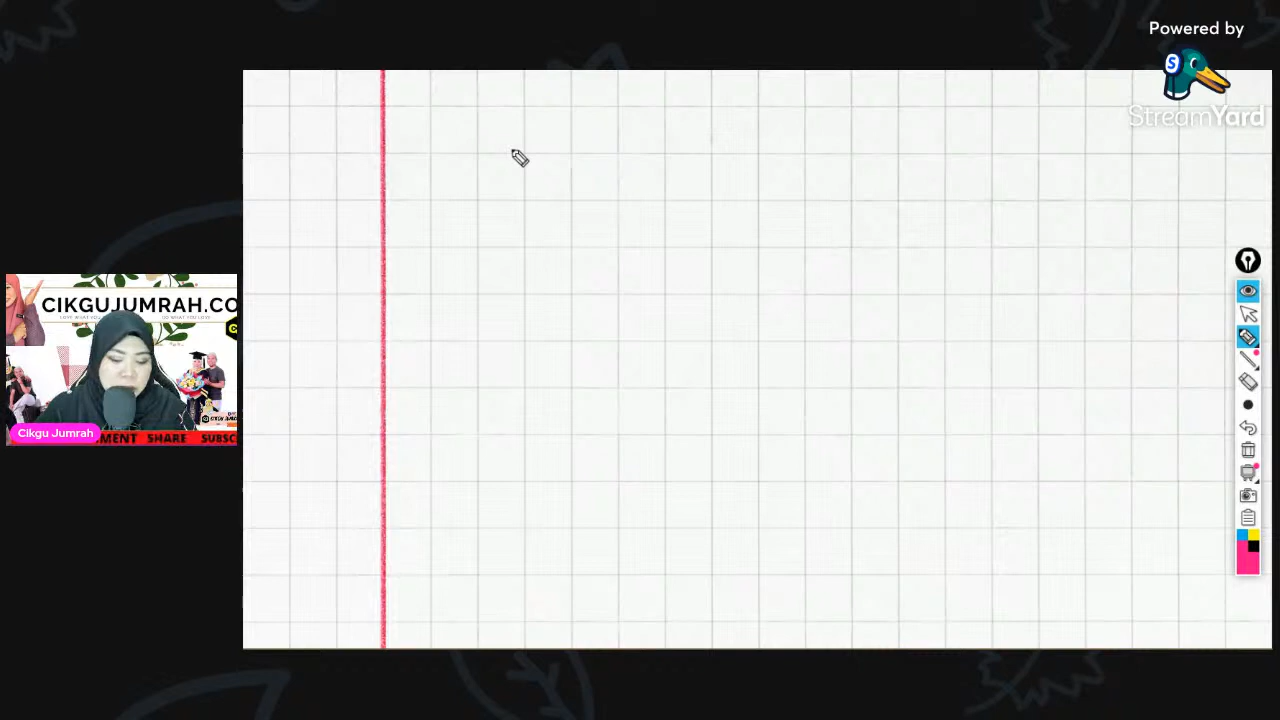 Powered by
StreamYard
CIKGUJUMRAH.CO
Cikgu Jumrah
MENT SHARE SUBSC